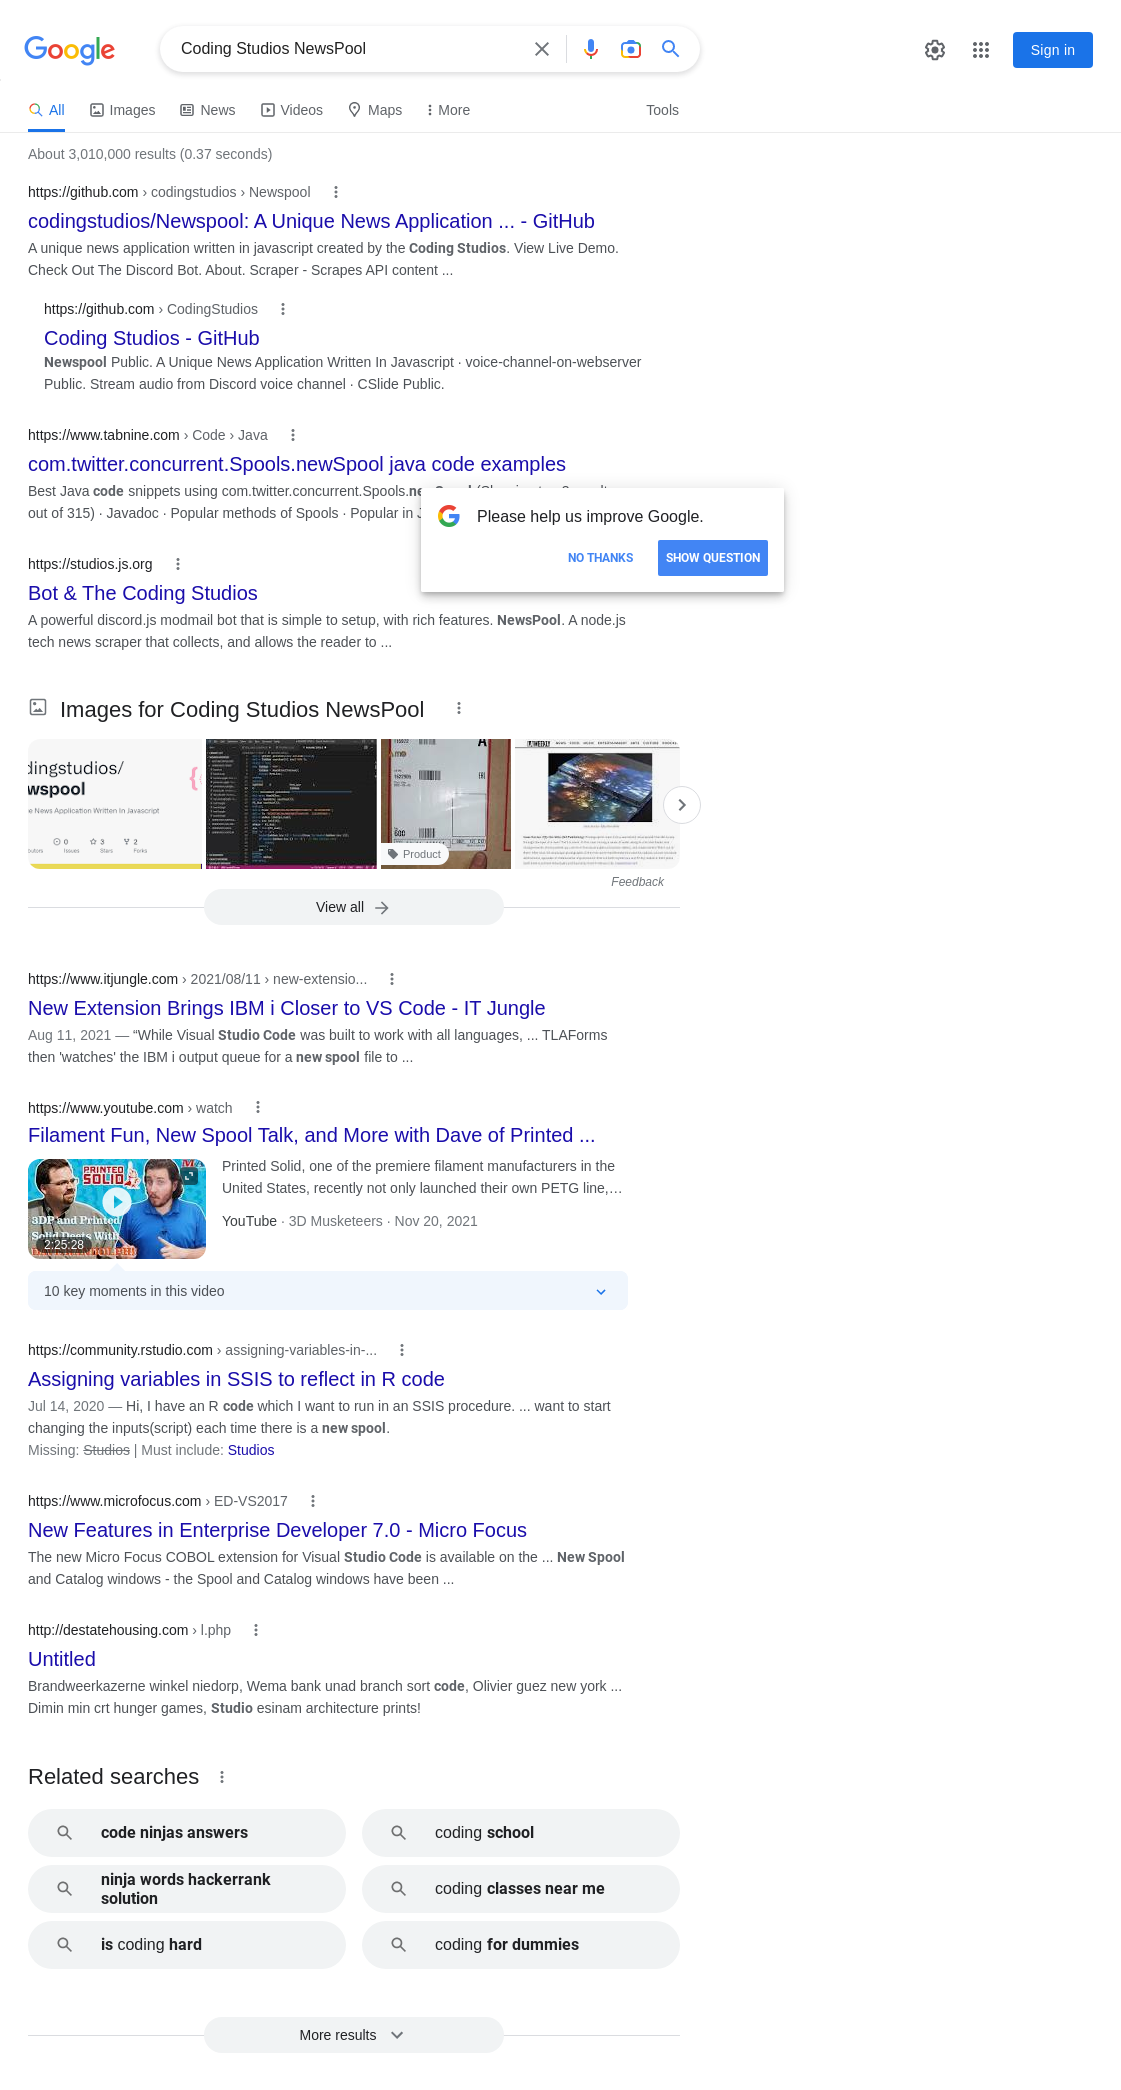 Google
Coding Studios NewsPool
Sign in
All
Images
News
Videos
Maps
More
Tools
About 3,010,000 results (0.37 seconds)
https://github.com › codingstudios › Newspool
codingstudios/Newspool: A Unique News Application ... - GitHub
A unique news application written in javascript created by the Coding Studios. View Live Demo.
Check Out The Discord Bot. About. Scraper - Scrapes API content ...
https://github.com › CodingStudios
Coding Studios - GitHub
Newspool Public. A Unique News Application Written In Javascript · voice-channel-on-webserver
Public. Stream audio from Discord voice channel · CSlide Public.
https://www.tabnine.com › Code › Java
com.twitter.concurrent.Spools.newSpool java code examples
Best Java code snippets using com.twitter.concurrent.Spools.
out of 315) · Javadoc · Popular methods of Spools · Popular in
Please help us improve Google.
NO THANKS
SHOW QUESTION
https://studios.js.org
Bot & The Coding Studios
A powerful discord.js modmail bot that is simple to setup, with rich features. NewsPool. A node.js
tech news scraper that collects, and allows the reader to ...
Images for Coding Studios NewsPool
dingstudios/
wspool
e News Application Written In Javascript
0
3
2
Issues
Stars
Forks
Product
Feedback
View all
https://www.itjungle.com › 2021/08/11 › new-extensio...
New Extension Brings IBM i Closer to VS Code - IT Jungle
Aug 11, 2021 — “While Visual Studio Code was built to work with all languages, ... TLAForms
then 'watches' the IBM i output queue for a new spool file to ...
https://www.youtube.com › watch
Filament Fun, New Spool Talk, and More with Dave of Printed ...
PRINTED
SOLID
3DP and Printed
Solid Deets With
2:25:28
Printed Solid, one of the premiere filament manufacturers in the
United States, recently not only launched their own PETG line,…
YouTube · 3D Musketeers · Nov 20, 2021
10 key moments in this video
https://community.rstudio.com › assigning-variables-in-...
Assigning variables in SSIS to reflect in R code
Jul 14, 2020 — Hi, I have an R code which I want to run in an SSIS procedure. ... want to start
changing the inputs(script) each time there is a new spool.
Missing: Studios | Must include: Studios
https://www.microfocus.com › ED-VS2017
New Features in Enterprise Developer 7.0 - Micro Focus
The new Micro Focus COBOL extension for Visual Studio Code is available on the ... New Spool
and Catalog windows - the Spool and Catalog windows have been ...
http://destatehousing.com › l.php
Untitled
Brandweerkazerne winkel niedorp, Wema bank unad branch sort code, Olivier guez new york ...
Dimin min crt hunger games, Studio esinam architecture prints!
Related searches
code ninjas answers
coding school
ninja words hackerrank
solution
coding classes near me
is coding hard
coding for dummies
More results